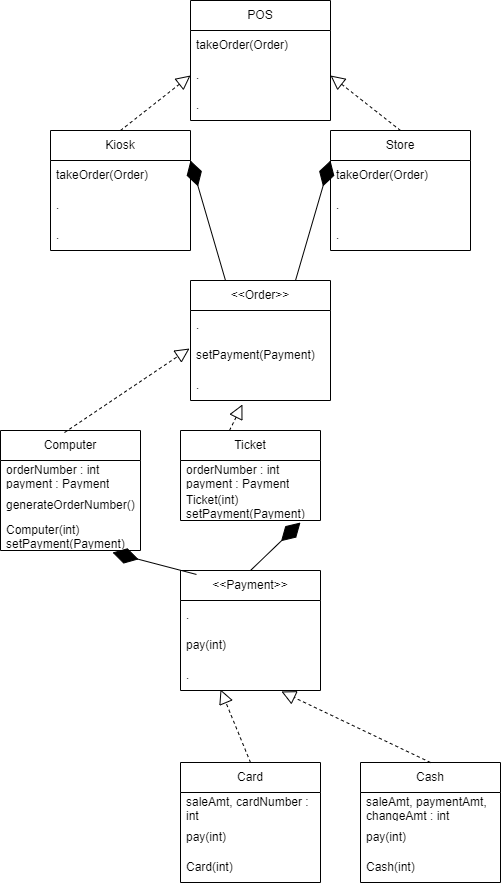 POS
takeOrder(Order)
.
.
Kiosk
takeOrder(Order)
.
.
Store
takeOrder(Order)
.
.
<<Order>>
.
setPayment(Payment)
.
Computer
orderNumber : int
payment : Payment
generateOrderNumber()
Computer(int)
setPayment(Payment)
Ticket
orderNumber : int
payment : Payment
Ticket(int)
setPayment(Payment)
<<Payment>>
.
pay(int)
.
Card
saleAmt, cardNumber :
int
pay(int)
Card(int)
Cash
saleAmt, paymentAmt,
changeAmt : int
pay(int)
Cash(int)